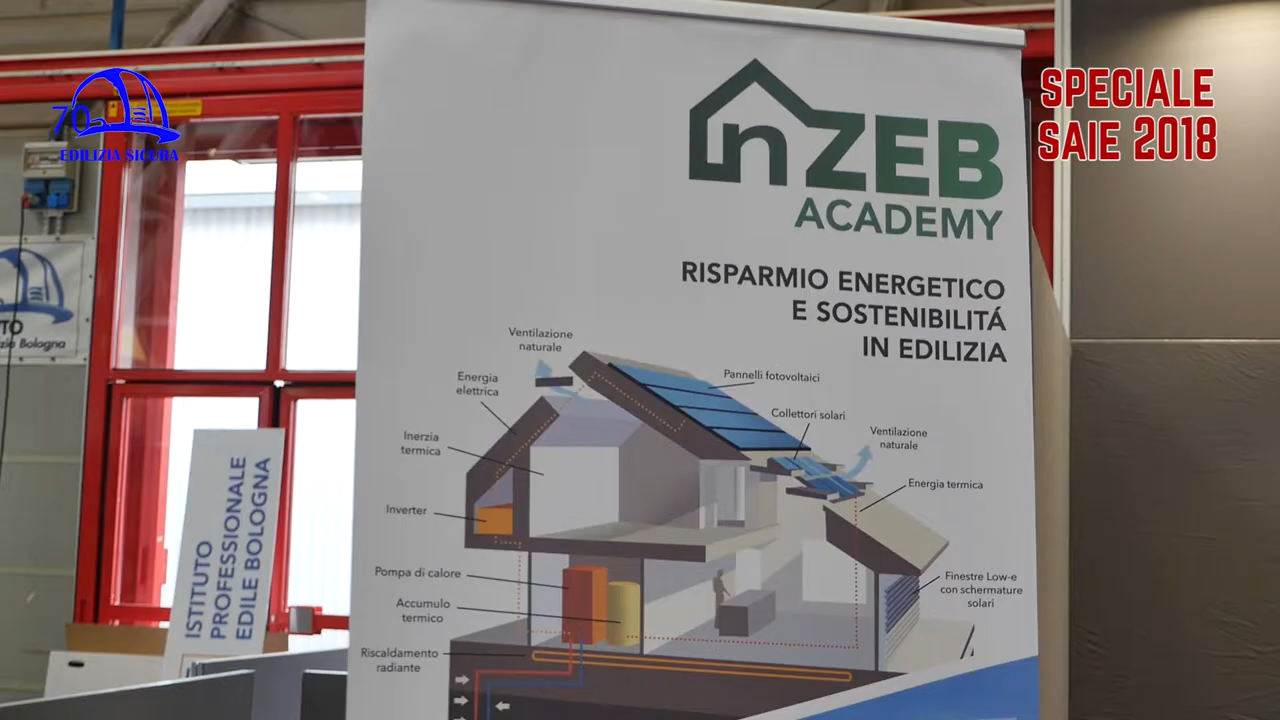 70
EDILIZIA SICURA
SPECIALE
SAIE 2018
nZEB
ACADEMY
RISPARMIO ENERGETICO
E SOSTENIBILITÁ
IN EDILIZIA
Ventilazione
naturale
Energia
elettrica
Pannelli fotovoltaici
Collettori solari
Ventilazione
naturale
Inerzia
termica
Energia termica
Inverter
Pompa di calore
Accumulo
termico
Finestre Low-e
con schermature
solari
Riscaldamento
radiante
ISTITUTO
PROFESSIONALE
EDILE BOLOGNA
Bologna